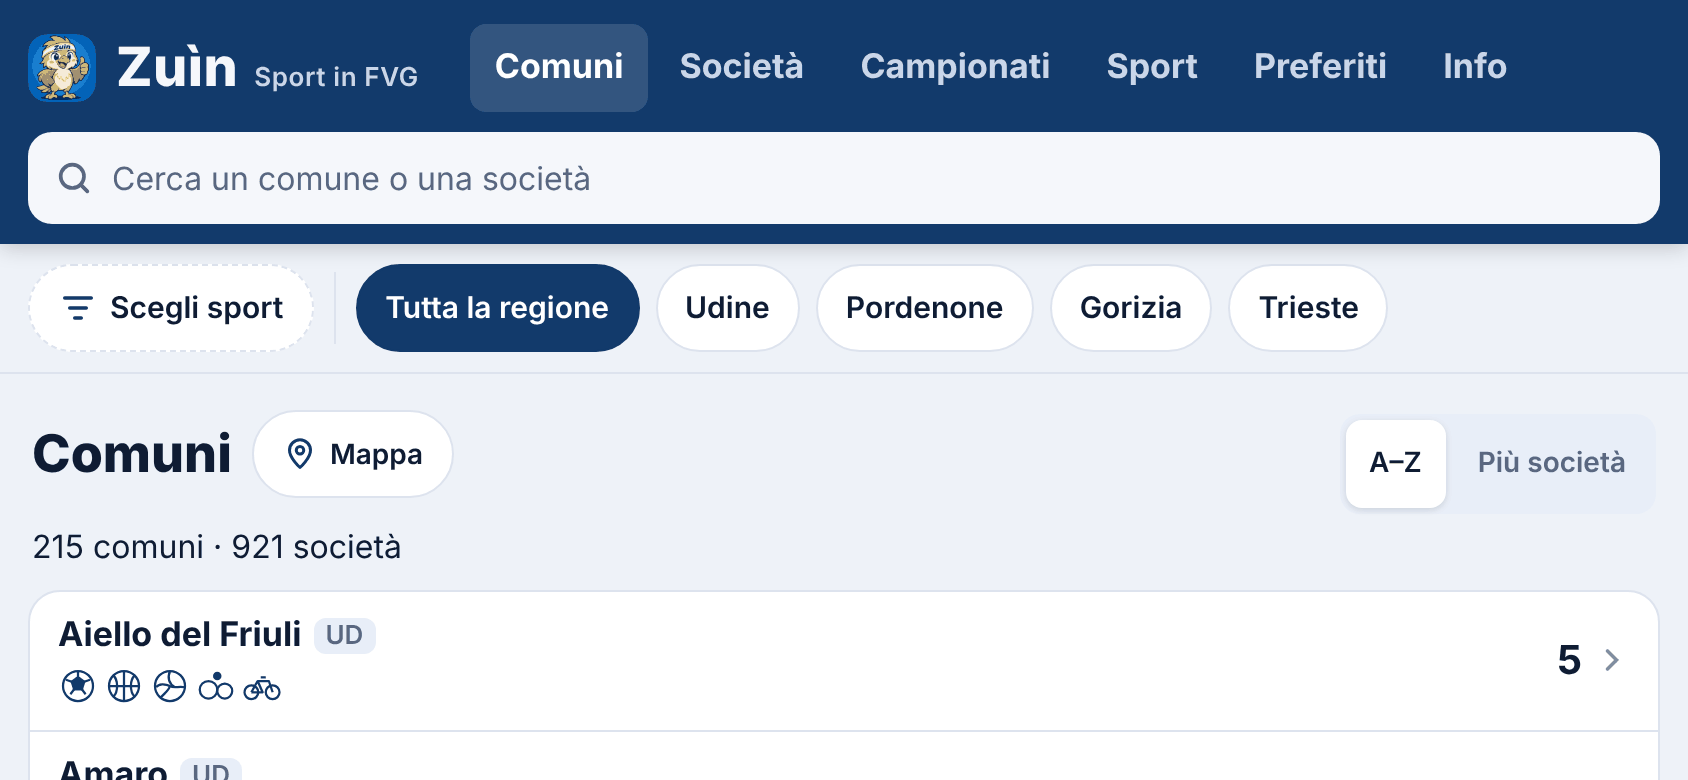 Zuìn
Zuìn Sport in FVG
Comuni Società Campionati Sport Preferiti Info
Cerca un comune o una società
Scegli sport Tutta la regione Udine Pordenone Gorizia Trieste
Comuni Mappa A–Z Più società
215 comuni · 921 società
Aiello del Friuli UD
5
Amaro UD